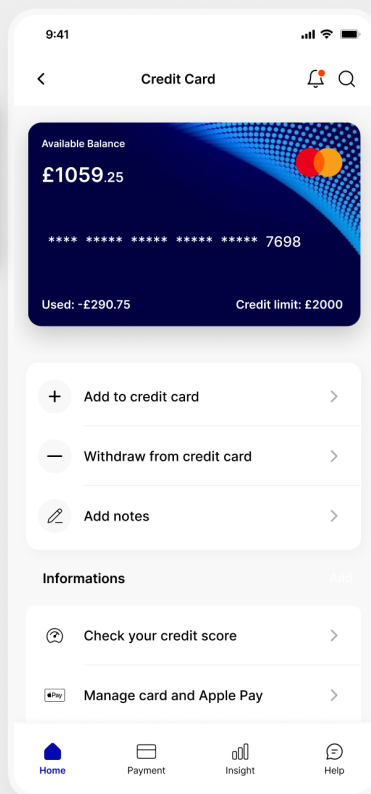 9:41
Credit Card
Available Balance
£1059.25
**** ***** ***** ***** ***** 7698
Used: -£290.75 Credit limit: £2000
Add to credit card
Withdraw from credit card
Add notes
Informations Add
Check your credit score
Pay Manage card and Apple Pay
Home Payment Insight Help